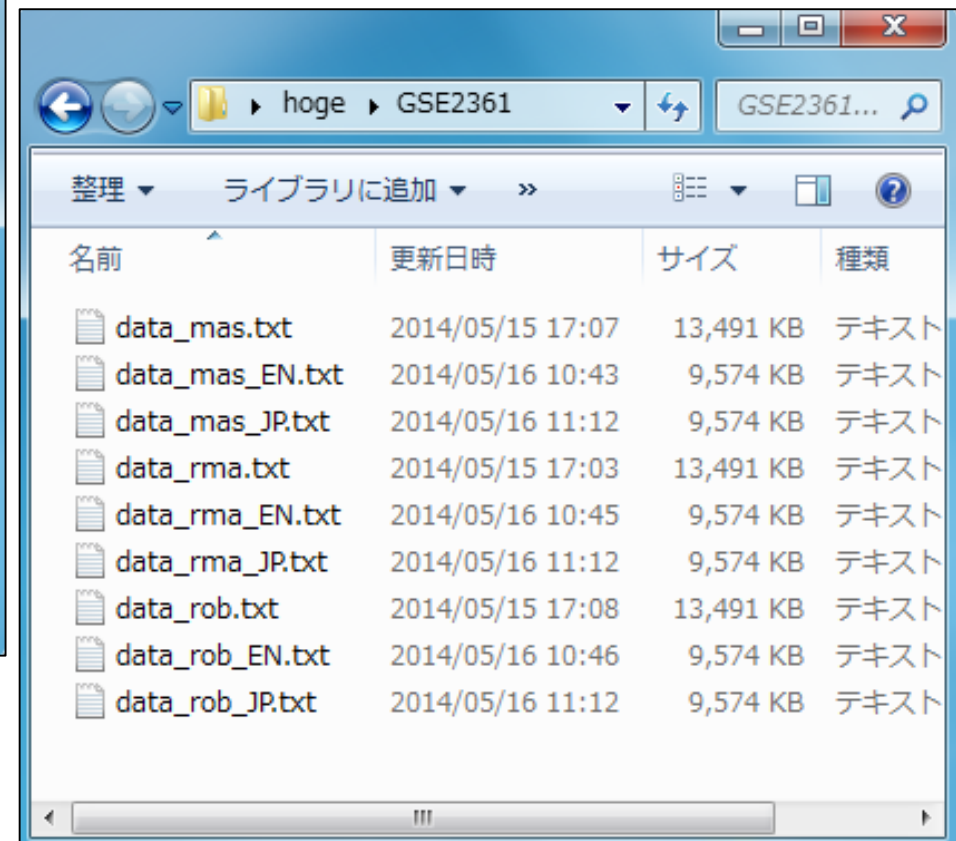 hoge GSE2361 GSE2361...
整理 ライブラリに追加 »
名前 更新日時 サイズ 種類
data_mas.txt 2014/05/15 17:07 13,491 KB テキスト
data_mas_EN.txt 2014/05/16 10:43 9,574 KB テキスト
data_mas_JP.txt 2014/05/16 11:12 9,574 KB テキスト
data_rma.txt 2014/05/15 17:03 13,491 KB テキスト
data_rma_EN.txt 2014/05/16 10:45 9,574 KB テキスト
data_rma_JP.txt 2014/05/16 11:12 9,574 KB テキスト
data_rob.txt 2014/05/15 17:08 13,491 KB テキスト
data_rob_EN.txt 2014/05/16 10:46 9,574 KB テキスト
data_rob_JP.txt 2014/05/16 11:12 9,574 KB テキスト